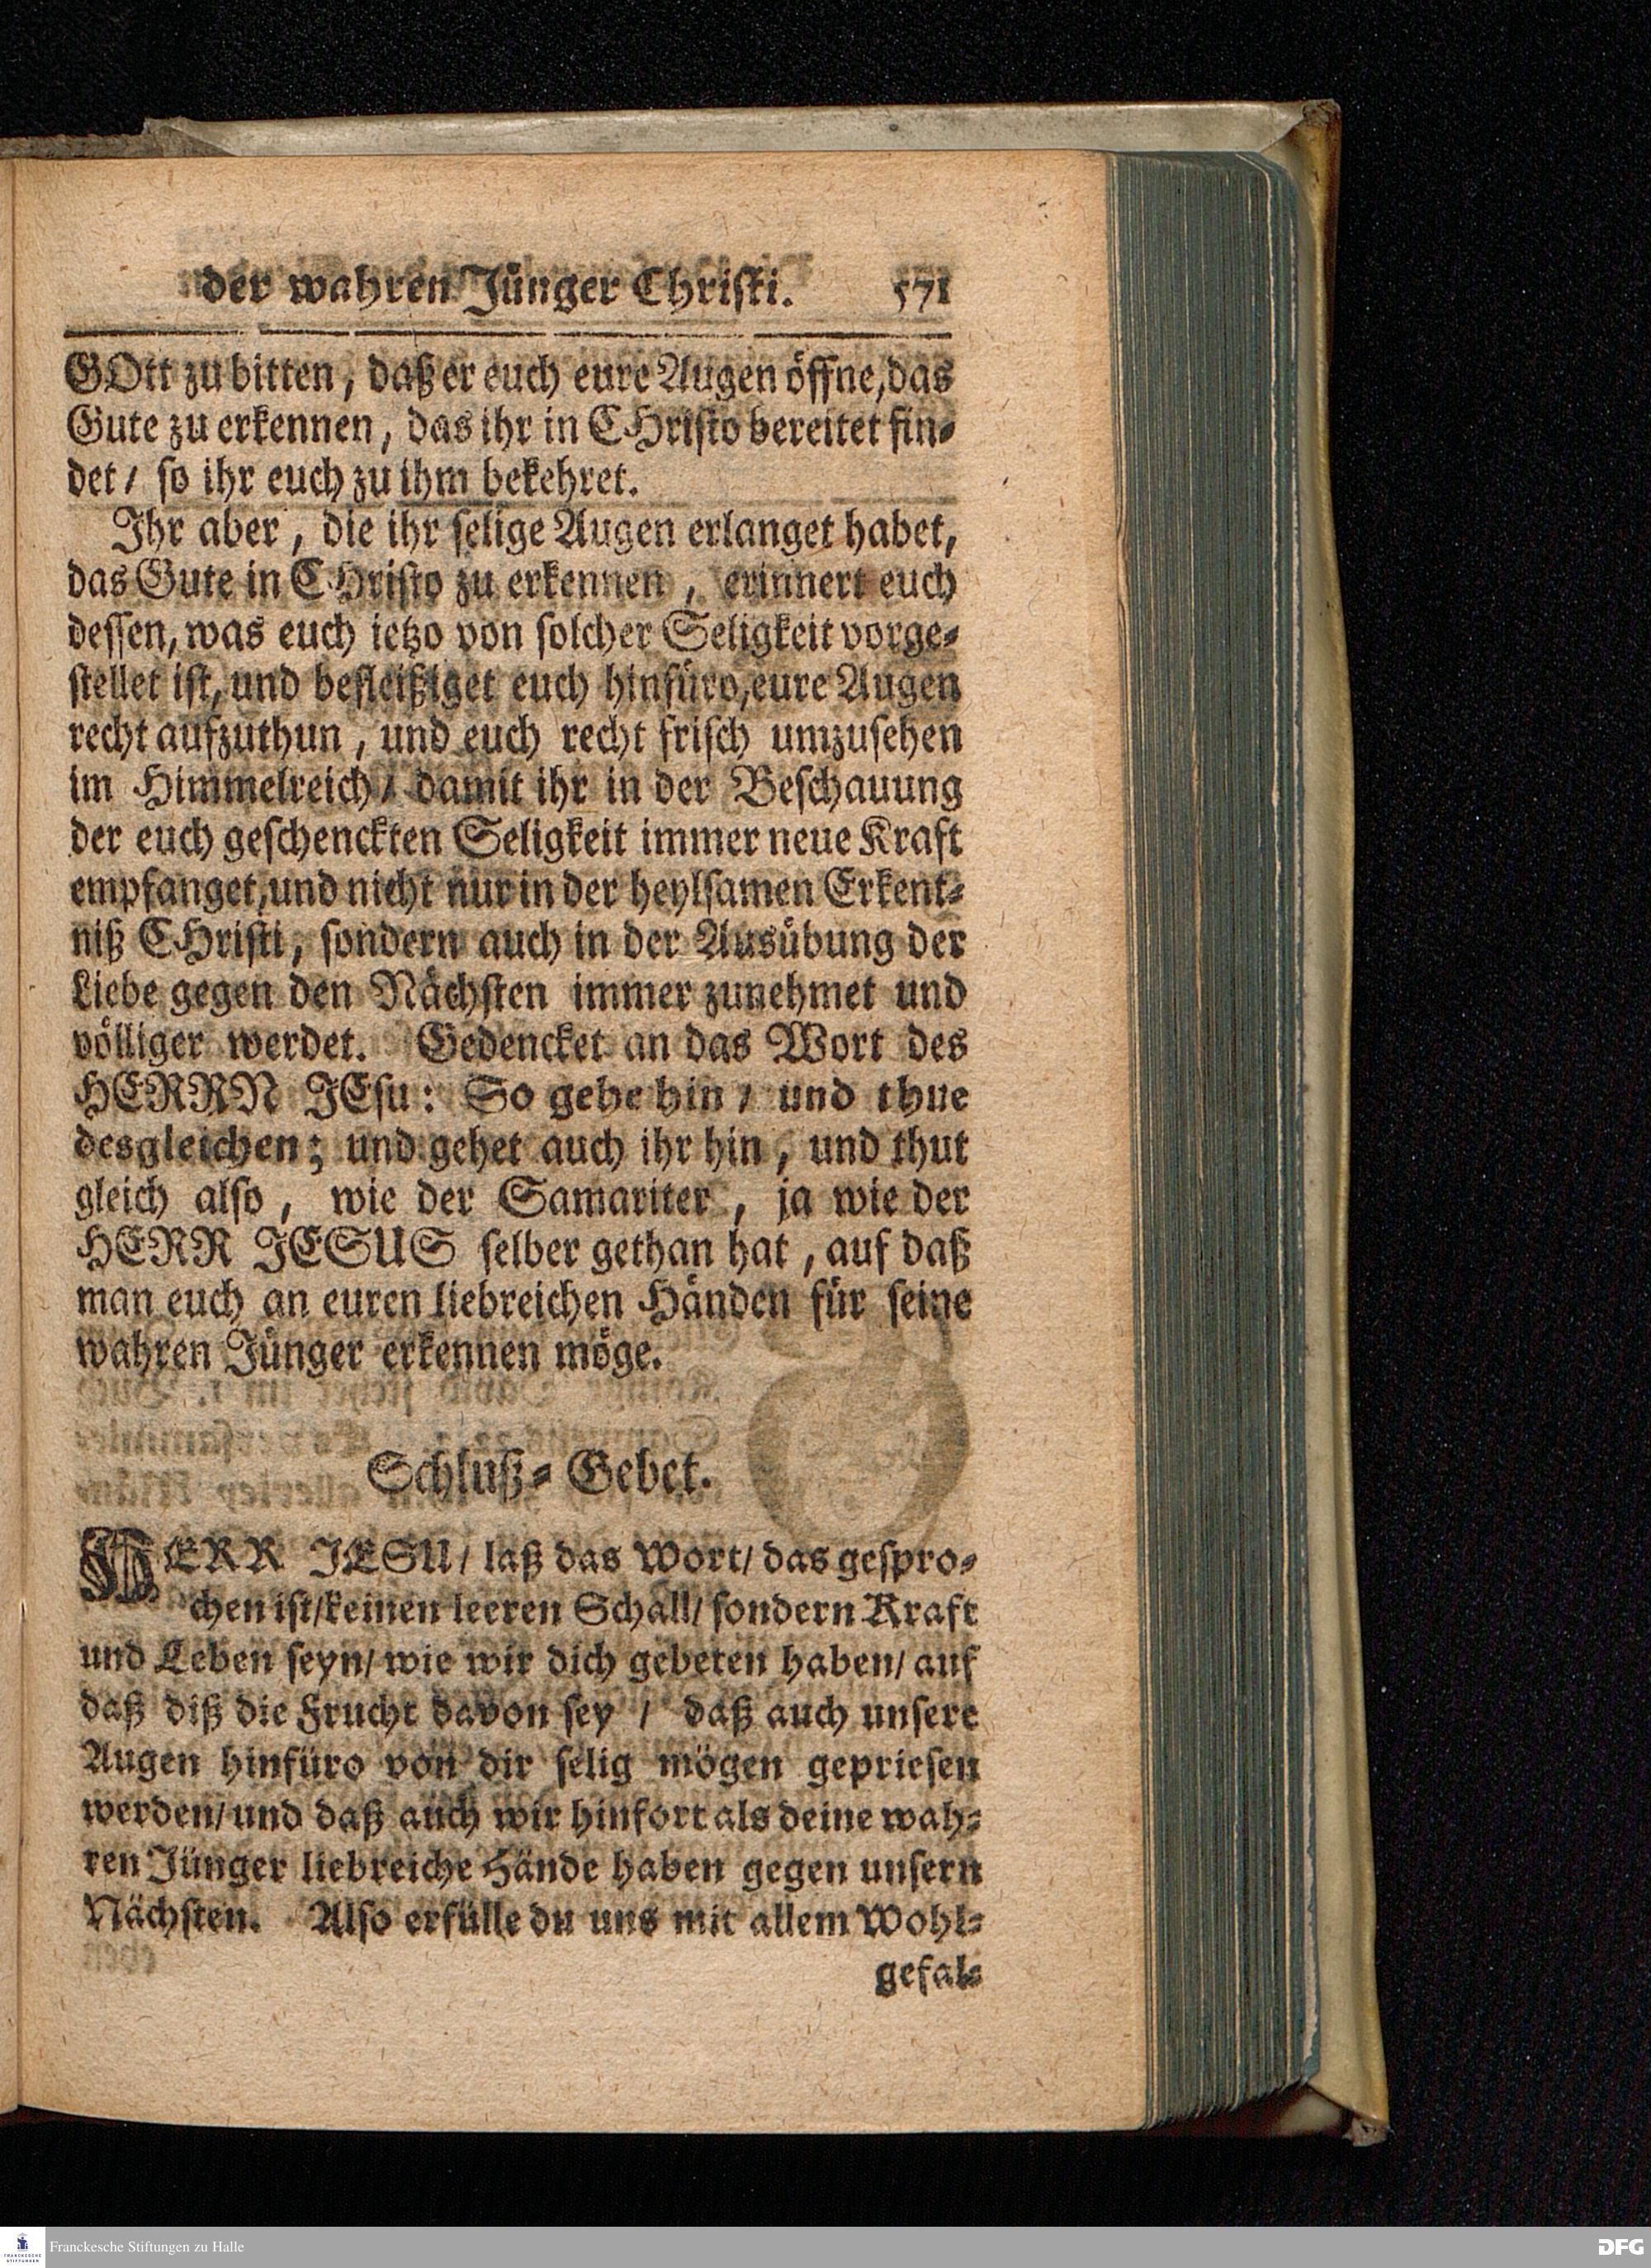 der wahren Jünger Christi. 571
GOtt zu bitten, daß er euch eure Augen öffne, das
Gute zu erkennen, das ihr in CHristo bereitet fin-
det/ so ihr euch zu ihm bekehret.
Ihr aber, die ihr selige Augen erlanget habet,
das Gute in CHristo zu erkennen, erinnert euch
dessen, was euch ietzo von solcher Seligkeit vorge-
stellet ist, und befleißiget euch hinfüro, eure Augen
recht aufzuthun, und euch recht frisch umzusehen
im Himmelreich/ damit ihr in der Beschauung
der euch geschenckten Seligkeit immer neue Kraft
empfanget, und nicht nur in der heylsamen Erkent-
niß CHristi, sondern auch in der Ausübung der
Liebe gegen den Nächsten immer zunehmet und
völliger werdet. Gedencket an das Wort des
HERRN JEsu: So gehe hin/ und thue
desgleichen; und gehet auch ihr hin, und thut
gleich also, wie der Samariter, ja wie der
HERR JESUS selber gethan hat, auf daß
man euch an euren liebreichen Händen für seine
wahren Jünger erkennen möge.
Schluß-Gebet.
HERR JESU/ laß das Wort/ das gespro-
chen ist/ keinen leeren Schall/ sondern Kraft
und Leben seyn/ wie wir dich gebeten haben/ auf
daß diß die Frucht davon sey / daß auch unsere
Augen hinfüro von dir selig mögen gepriesen
werden/ und daß auch wir hinfort als deine wah-
ren Jünger liebreiche Hände haben gegen unsern
Nächsten. Also erfülle du uns mit allem Wohl-
gefal-
Franckesche Stiftungen zu Halle
FRANCKESCHE
STIFTUNGEN
DFG